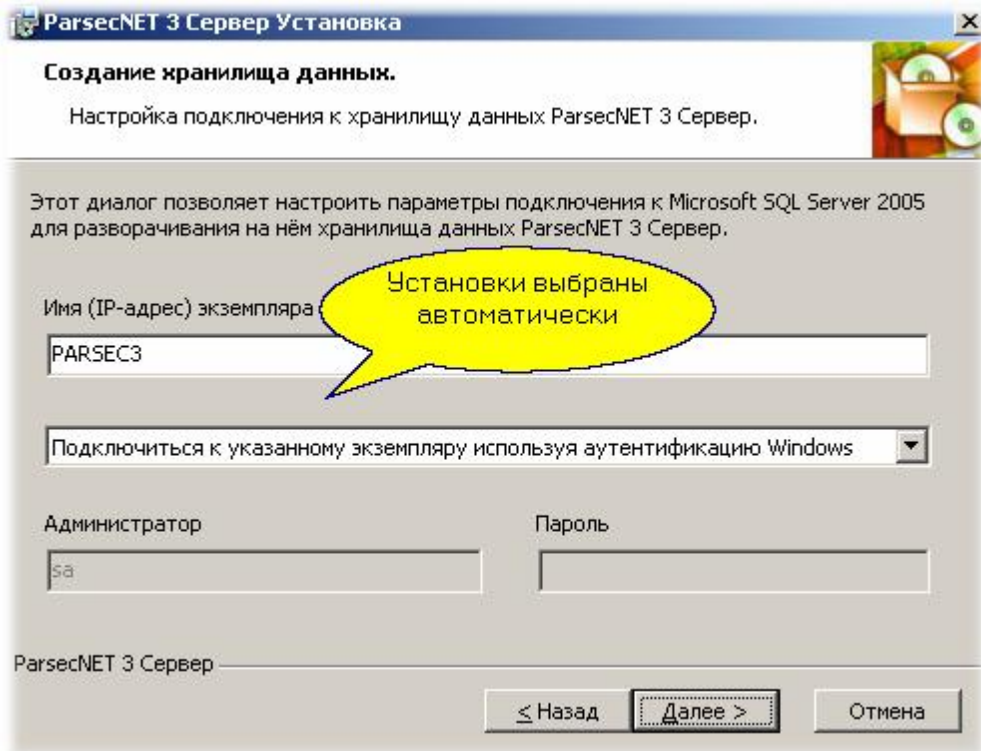 ParsecNET 3 Сервер Установка
Создание хранилища данных.
Настройка подключения к хранилищу данных ParsecNET 3 Сервер.
Этот диалог позволяет настроить параметры подключения к Microsoft SQL Server 2005
для разворачивания на нём хранилища данных ParsecNET 3 Сервер.
Установки выбраны
автоматически
Имя (IP-адрес) экземпляра
PARSEC3
Подключиться к указанному экземпляру используя аутентификацию Windows
Администратор
Пароль
sa
ParsecNET 3 Сервер
< Назад
Далее >
Отмена